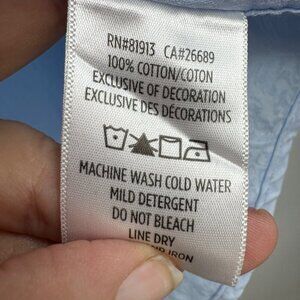 RN#81913 CA#26689
100% COTTON/COTON
EXCLUSIVE OF DECORATION
EXCLUSIVE DES DÉCORATIONS
MACHINE WASH COLD WATER
MILD DETERGENT
DO NOT BLEACH
LINE DRY
IRON